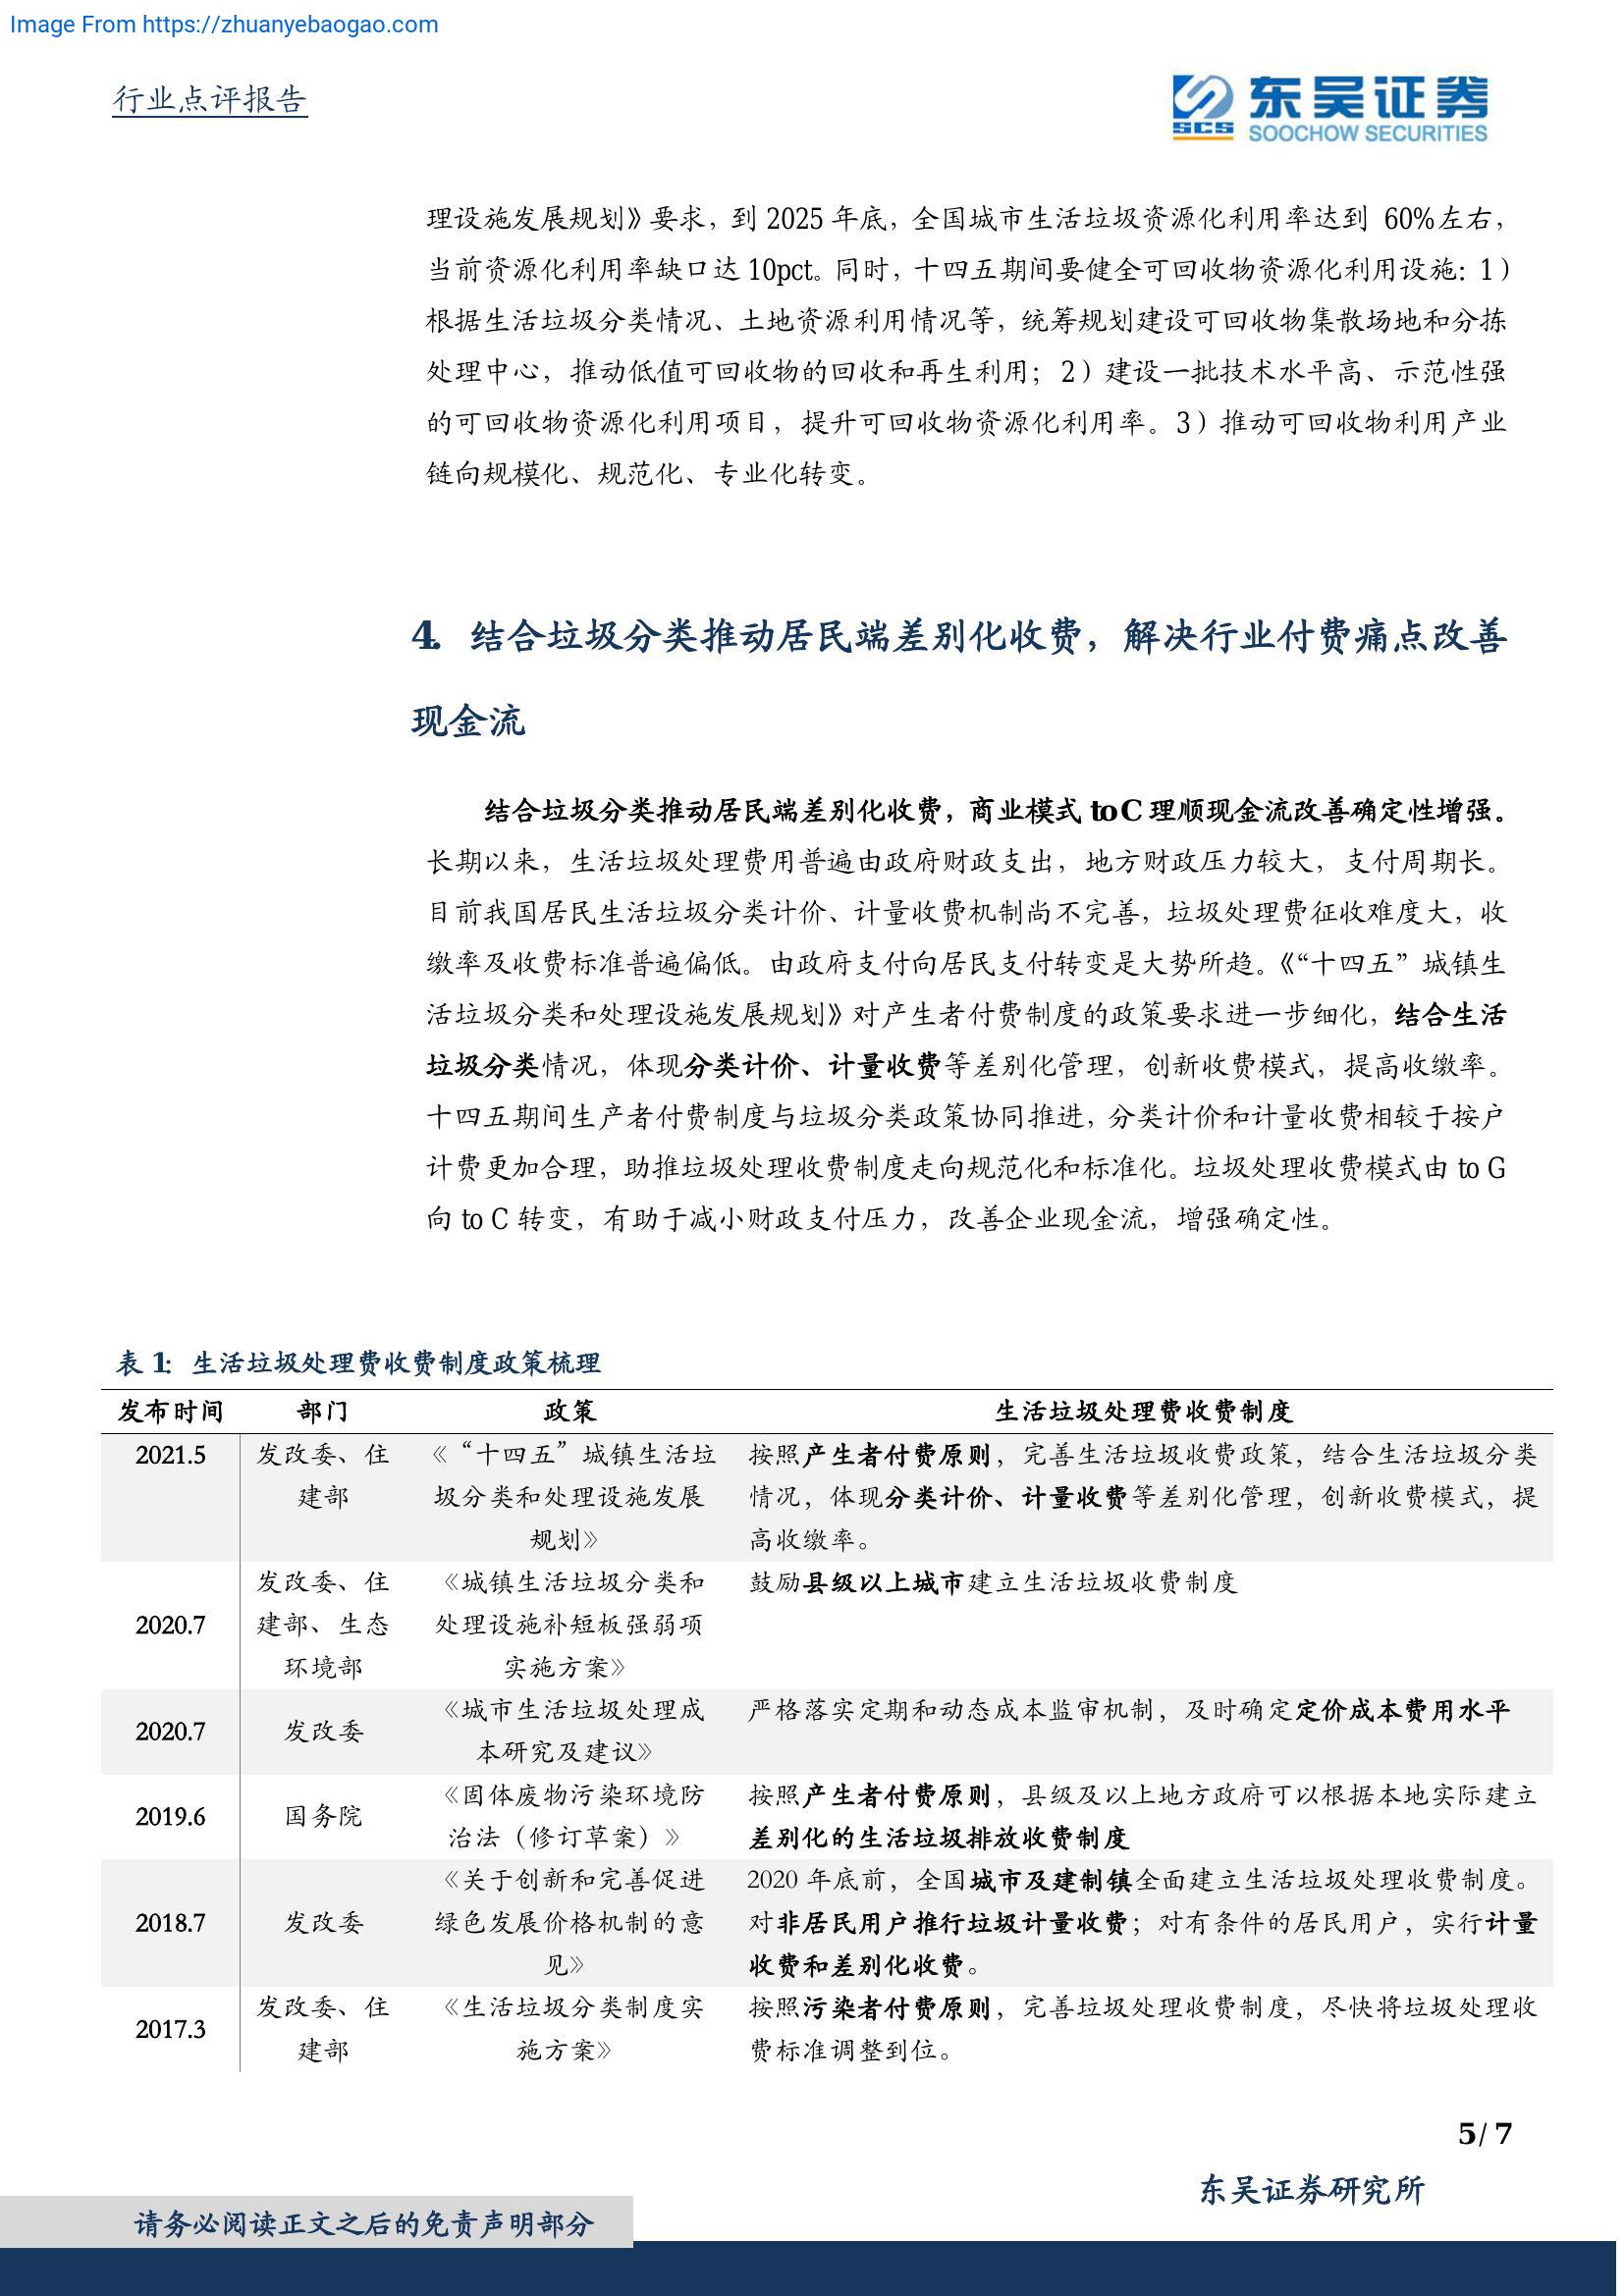 Image From https://zhuanyebaogao.com
行业点评报告
东吴证券
SCS
SOOCHOW SECURITIES
理设施发展规划》要求，到 2025 年底，全国城市生活垃圾资源化利用率达到 60%左右，
当前资源化利用率缺口达 10pct。同时，十四五期间要健全可回收物资源化利用设施：1）
根据生活垃圾分类情况、土地资源利用情况等，统筹规划建设可回收物集散场地和分拣
处理中心，推动低值可回收物的回收和再生利用；2）建设一批技术水平高、示范性强
的可回收物资源化利用项目，提升可回收物资源化利用率。3）推动可回收物利用产业
链向规模化、规范化、专业化转变。
4. 结合垃圾分类推动居民端差别化收费，解决行业付费痛点改善
现金流
结合垃圾分类推动居民端差别化收费，商业模式 to C 理顺现金流改善确定性增强。
长期以来，生活垃圾处理费用普遍由政府财政支出，地方财政压力较大，支付周期长。
目前我国居民生活垃圾分类计价、计量收费机制尚不完善，垃圾处理费征收难度大，收
缴率及收费标准普遍偏低。由政府支付向居民支付转变是大势所趋。《“十四五”城镇生
活垃圾分类和处理设施发展规划》对产生者付费制度的政策要求进一步细化，结合生活
垃圾分类情况，体现分类计价、计量收费等差别化管理，创新收费模式，提高收缴率。
十四五期间生产者付费制度与垃圾分类政策协同推进，分类计价和计量收费相较于按户
计费更加合理，助推垃圾处理收费制度走向规范化和标准化。垃圾处理收费模式由 to G
向 to C 转变，有助于减小财政支付压力，改善企业现金流，增强确定性。
表 1：生活垃圾处理费收费制度政策梳理
发布时间 部门 政策 生活垃圾处理费收费制度
2021.5 发改委、住 《“十四五”城镇生活垃 按照产生者付费原则，完善生活垃圾收费政策，结合生活垃圾分类
建部 圾分类和处理设施发展 情况，体现分类计价、计量收费等差别化管理，创新收费模式，提
规划》 高收缴率。
发改委、住 《城镇生活垃圾分类和 鼓励县级以上城市建立生活垃圾收费制度
2020.7 建部、生态 处理设施补短板强弱项
环境部 实施方案》
2020.7 发改委 《城市生活垃圾处理成 严格落实定期和动态成本监审机制，及时确定定价成本费用水平
本研究及建议》
2019.6 国务院 《固体废物污染环境防 按照产生者付费原则，县级及以上地方政府可以根据本地实际建立
治法（修订草案）》 差别化的生活垃圾排放收费制度
《关于创新和完善促进 2020 年底前，全国城市及建制镇全面建立生活垃圾处理收费制度。
2018.7 发改委 绿色发展价格机制的意 对非居民用户推行垃圾计量收费；对有条件的居民用户，实行计量
见》 收费和差别化收费。
2017.3 发改委、住 《生活垃圾分类制度实 按照污染者付费原则，完善垃圾处理收费制度，尽快将垃圾处理收
建部 施方案》 费标准调整到位。
5 / 7
东吴证券研究所
请务必阅读正文之后的免责声明部分